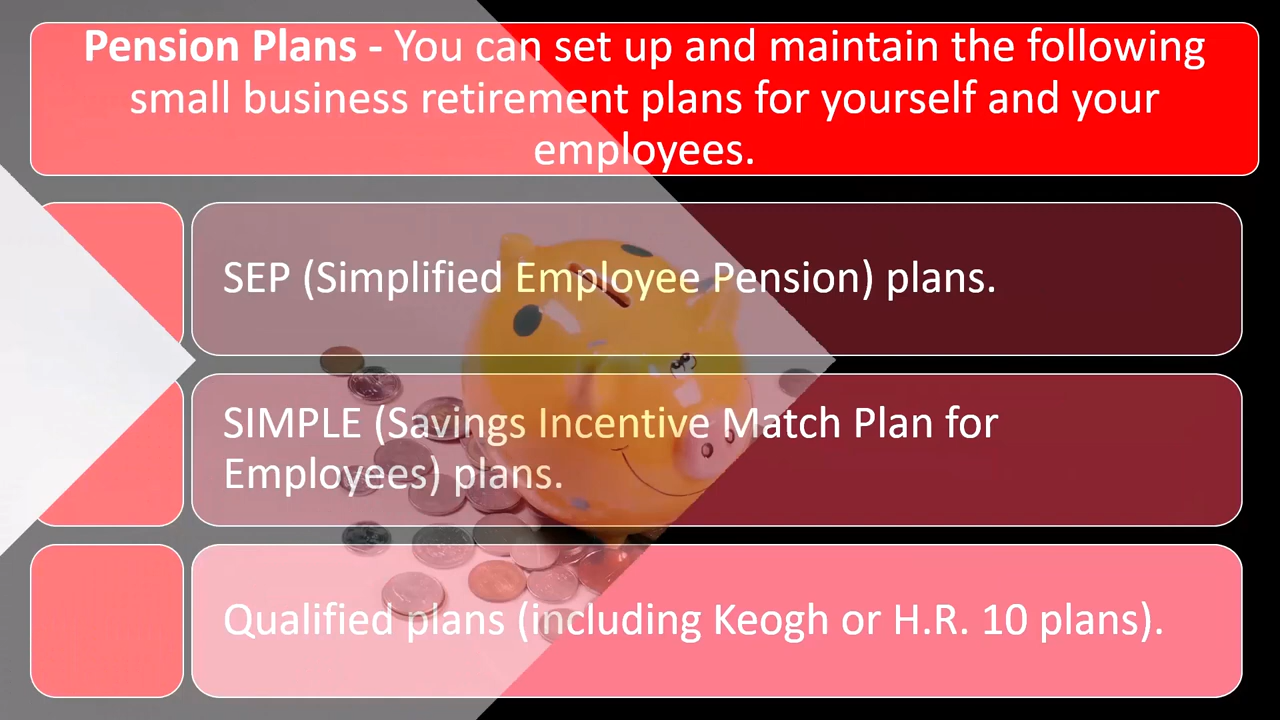 Pension Plans - You can set up and maintain the following
small business retirement plans for yourself and your
employees.
SEP (Simplified Employee Pension) plans.
SIMPLE (Savings Incentive Match Plan for
Employees) plans.
Qualified plans (including Keogh or H.R. 10 plans).